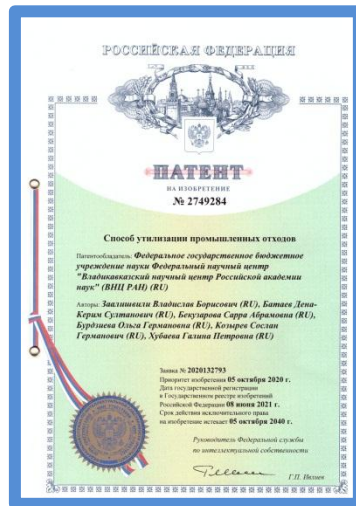 РОССИЙСКАЯ ФЕДЕРАЦИЯ
ПАТЕНТ
НА ИЗОБРЕТЕНИЕ
№ 2749284
Способ утилизации промышленных отходов
Патентообладатель: Федеральное государственное бюджетное
учреждение науки Федеральный научный центр
"Владикавказский научный центр Российской академии
наук" (ВНЦ РАН) (RU)
Авторы: Заалишвили Владислав Борисович (RU), Батаев Дена-
Керим Султанович (RU), Бекузарова Сарра Абрамовна (RU),
Бурдзиева Ольга Германовна (RU), Козырев Сослан
Германович (RU), Хубаева Галина Петровна (RU)
Заявка № 2020132793
Приоритет изобретения 05 октября 2020 г.
Дата государственной регистрации
в Государственном реестре изобретений
Российской Федерации 08 июня 2021 г.
Срок действия исключительного права
на изобретение истекает 05 октября 2040 г.
Руководитель Федеральной службы
по интеллектуальной собственности
Г.П. Ивлиев